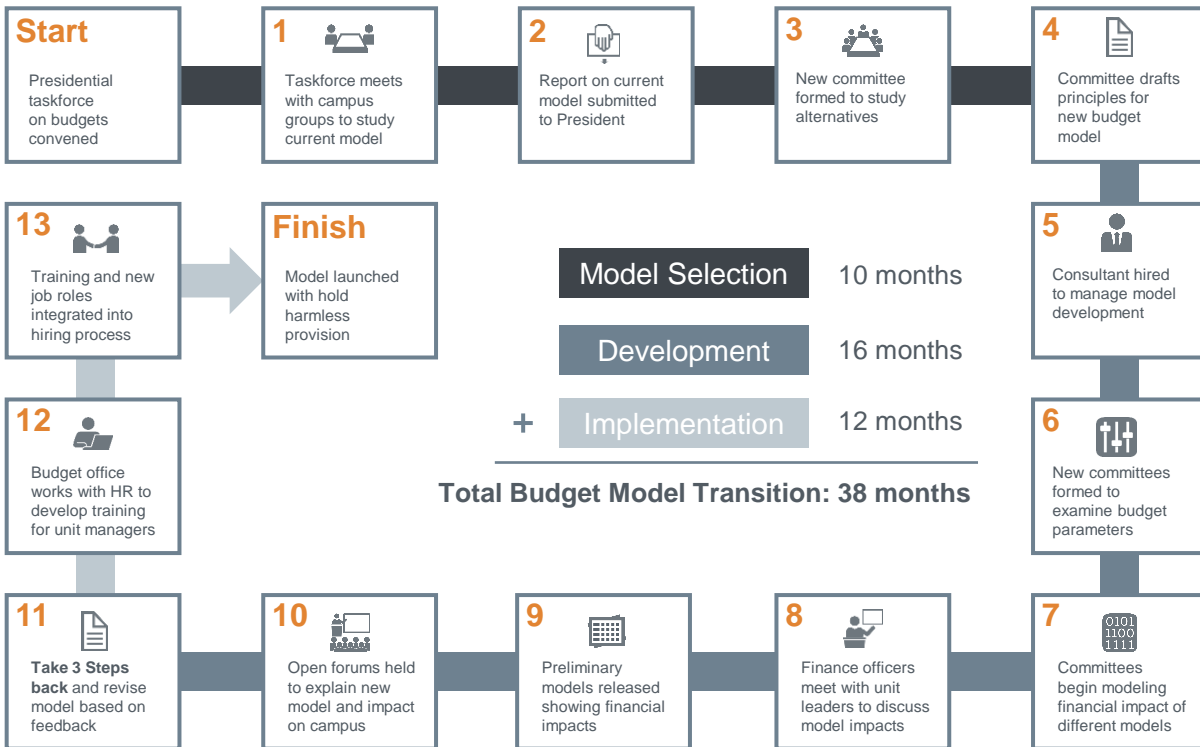 Start
Presidential
taskforce
on budgets
convened
1
Taskforce meets
with campus
groups to study
current model
2
Report on current
model submitted
to President
3
New committee
formed to study
alternatives
4
Committee drafts
principles for
new budget
model
13
Training and new
job roles
integrated into
hiring process
Finish
Model launched
with hold
harmless
provision
Model Selection 10 months
Development 16 months
+ Implementation 12 months
Total Budget Model Transition: 38 months
5
Consultant hired
to manage model
development
12
Budget office
works with HR to
develop training
for unit managers
6
New committees
formed to
examine budget
parameters
11
Take 3 Steps
back and revise
model based on
feedback
10
Open forums held
to explain new
model and impact
on campus
9
Preliminary
models released
showing financial
impacts
8
Finance officers
meet with unit
leaders to discuss
model impacts
7
0101
1100
1111
Committees
begin modeling
financial impact of
different models